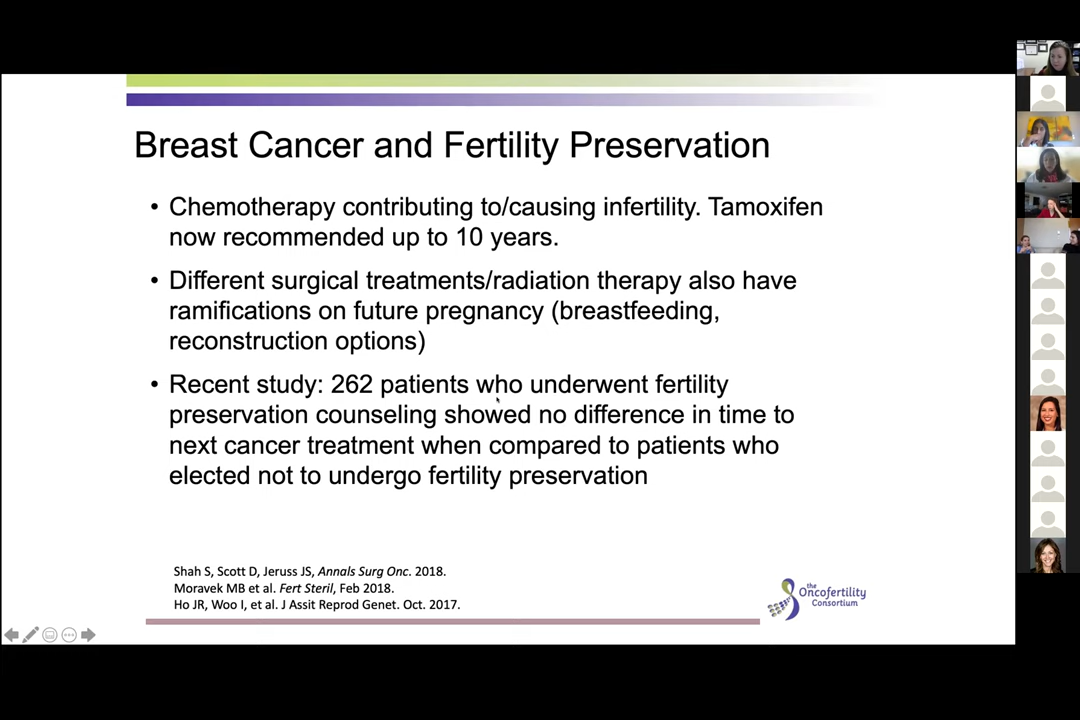 Breast Cancer and Fertility Preservation
• Chemotherapy contributing to/causing infertility. Tamoxifen
now recommended up to 10 years.
• Different surgical treatments/radiation therapy also have
ramifications on future pregnancy (breastfeeding,
reconstruction options)
• Recent study: 262 patients who underwent fertility
preservation counseling showed no difference in time to
next cancer treatment when compared to patients who
elected not to undergo fertility preservation
Shah S, Scott D, Jeruss JS, Annals Surg Onc. 2018.
Moravek MB et al. Fert Steril, Feb 2018.
Ho JR, Woo I, et al. J Assit Reprod Genet. Oct. 2017.
the
Oncofertility
Consortium